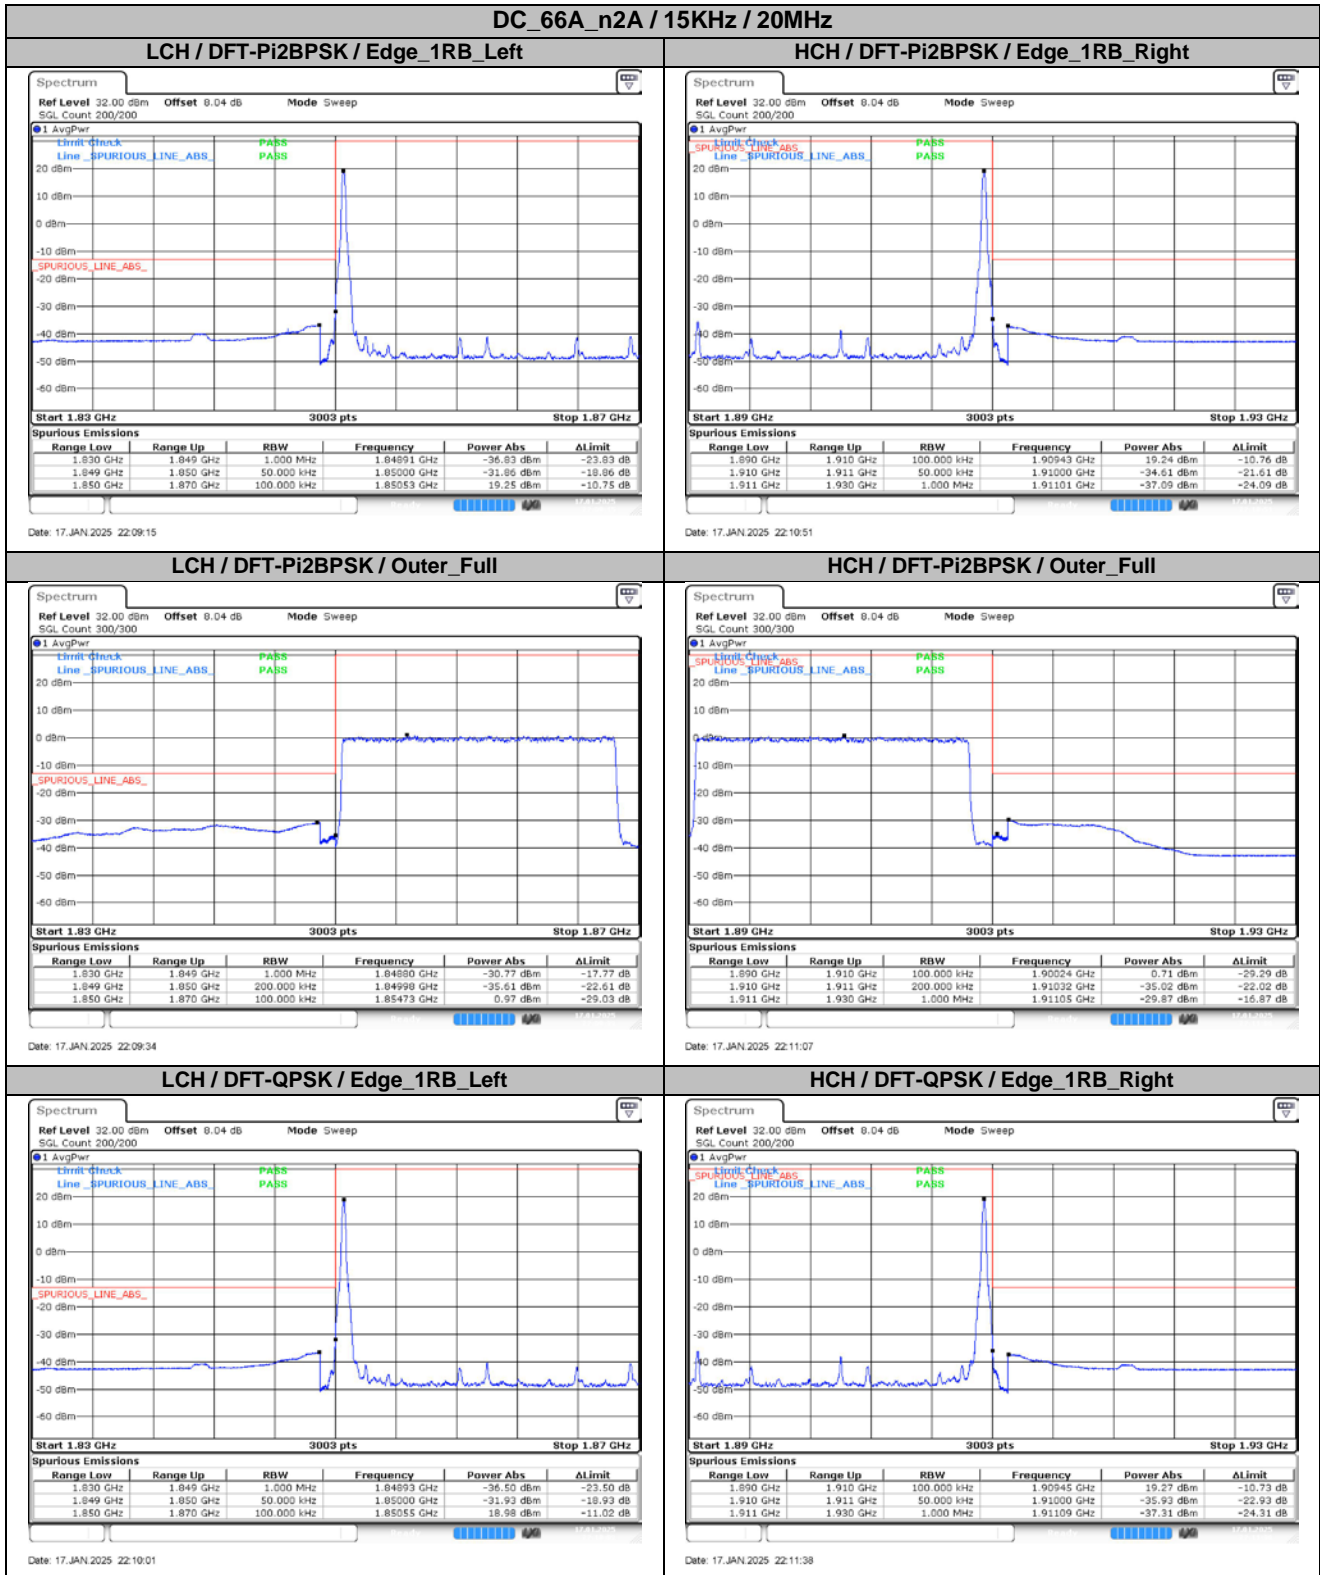 DC_66A_n2A / 15KHz / 20MHz
LCH / DFT-Pi2BPSK / Edge_1RB_Left
Spectrum
Ref Level 32.00 dBm Offset 8.04 dB Mode Sweep
SGL Count 200/200
1 AvgPwr
Limit Check PASS
Line _SPURIOUS_LINE_ABS_ PASS
20 dBm
10 dBm
0 dBm
-10 dBm
_SPURIOUS_LINE_ABS_
-20 dBm
-30 dBm
-40 dBm
-50 dBm
-60 dBm
Start 1.83 GHz 3003 pts Stop 1.87 GHz
Spurious Emissions
Range Low Range Up RBW Frequency Power Abs ΔLimit
1.830 GHz 1.849 GHz 1.000 MHz 1.84891 GHz -36.83 dBm -23.83 dB
1.849 GHz 1.850 GHz 50.000 kHz 1.85000 GHz -31.86 dBm -18.86 dB
1.850 GHz 1.870 GHz 100.000 kHz 1.85053 GHz 19.25 dBm -10.75 dB
Date: 17.JAN.2025 22:09:15
HCH / DFT-Pi2BPSK / Edge_1RB_Right
Spectrum
Ref Level 32.00 dBm Offset 8.04 dB Mode Sweep
SGL Count 200/200
1 AvgPwr
Limit Check PASS
_SPURIOUS_LINE_ABS_
Line _SPURIOUS_LINE_ABS_ PASS
20 dBm
10 dBm
0 dBm
-10 dBm
-20 dBm
-30 dBm
-40 dBm
-50 dBm
-60 dBm
Start 1.89 GHz 3003 pts Stop 1.93 GHz
Spurious Emissions
Range Low Range Up RBW Frequency Power Abs ΔLimit
1.890 GHz 1.910 GHz 100.000 kHz 1.90943 GHz 19.24 dBm -10.76 dB
1.910 GHz 1.911 GHz 50.000 kHz 1.91000 GHz -34.61 dBm -21.61 dB
1.911 GHz 1.930 GHz 1.000 MHz 1.91101 GHz -37.09 dBm -24.09 dB
Date: 17.JAN.2025 22:10:51
LCH / DFT-Pi2BPSK / Outer_Full
Spectrum
Ref Level 32.00 dBm Offset 8.04 dB Mode Sweep
SGL Count 300/300
1 AvgPwr
Limit Check PASS
Line _SPURIOUS_LINE_ABS_ PASS
20 dBm
10 dBm
0 dBm
-10 dBm
_SPURIOUS_LINE_ABS_
-20 dBm
-30 dBm
-40 dBm
-50 dBm
-60 dBm
Start 1.83 GHz 3003 pts Stop 1.87 GHz
Spurious Emissions
Range Low Range Up RBW Frequency Power Abs ΔLimit
1.830 GHz 1.849 GHz 1.000 MHz 1.84880 GHz -30.77 dBm -17.77 dB
1.849 GHz 1.850 GHz 200.000 kHz 1.84998 GHz -35.61 dBm -22.61 dB
1.850 GHz 1.870 GHz 100.000 kHz 1.85473 GHz 0.97 dBm -29.03 dB
Date: 17.JAN.2025 22:09:34
HCH / DFT-Pi2BPSK / Outer_Full
Spectrum
Ref Level 32.00 dBm Offset 8.04 dB Mode Sweep
SGL Count 300/300
1 AvgPwr
Limit Check PASS
_SPURIOUS_LINE_ABS_
Line _SPURIOUS_LINE_ABS_ PASS
20 dBm
10 dBm
0 dBm
-10 dBm
-20 dBm
-30 dBm
-40 dBm
-50 dBm
-60 dBm
Start 1.89 GHz 3003 pts Stop 1.93 GHz
Spurious Emissions
Range Low Range Up RBW Frequency Power Abs ΔLimit
1.890 GHz 1.910 GHz 100.000 kHz 1.90024 GHz 0.71 dBm -29.29 dB
1.910 GHz 1.911 GHz 200.000 kHz 1.91032 GHz -35.02 dBm -22.02 dB
1.911 GHz 1.930 GHz 1.000 MHz 1.91105 GHz -29.87 dBm -16.87 dB
Date: 17.JAN.2025 22:11:07
LCH / DFT-QPSK / Edge_1RB_Left
Spectrum
Ref Level 32.00 dBm Offset 8.04 dB Mode Sweep
SGL Count 200/200
1 AvgPwr
Limit Check PASS
Line _SPURIOUS_LINE_ABS_ PASS
20 dBm
10 dBm
0 dBm
-10 dBm
_SPURIOUS_LINE_ABS_
-20 dBm
-30 dBm
-40 dBm
-50 dBm
-60 dBm
Start 1.83 GHz 3003 pts Stop 1.87 GHz
Spurious Emissions
Range Low Range Up RBW Frequency Power Abs ΔLimit
1.830 GHz 1.849 GHz 1.000 MHz 1.84893 GHz -36.50 dBm -23.50 dB
1.849 GHz 1.850 GHz 50.000 kHz 1.85000 GHz -31.93 dBm -18.93 dB
1.850 GHz 1.870 GHz 100.000 kHz 1.85055 GHz 18.98 dBm -11.02 dB
Date: 17.JAN.2025 22:10:01
HCH / DFT-QPSK / Edge_1RB_Right
Spectrum
Ref Level 32.00 dBm Offset 8.04 dB Mode Sweep
SGL Count 200/200
1 AvgPwr
Limit Check PASS
_SPURIOUS_LINE_ABS_
Line _SPURIOUS_LINE_ABS_ PASS
20 dBm
10 dBm
0 dBm
-10 dBm
-20 dBm
-30 dBm
-40 dBm
-50 dBm
-60 dBm
Start 1.89 GHz 3003 pts Stop 1.93 GHz
Spurious Emissions
Range Low Range Up RBW Frequency Power Abs ΔLimit
1.890 GHz 1.910 GHz 100.000 kHz 1.90945 GHz 19.27 dBm -10.73 dB
1.910 GHz 1.911 GHz 50.000 kHz 1.91000 GHz -35.93 dBm -22.93 dB
1.911 GHz 1.930 GHz 1.000 MHz 1.91109 GHz -37.31 dBm -24.31 dB
Date: 17.JAN.2025 22:11:38